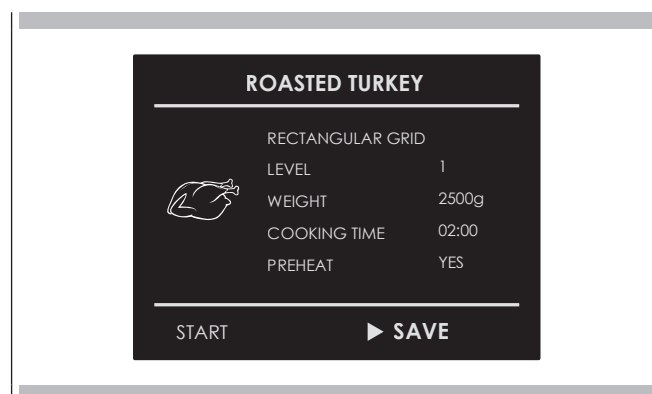 ROASTED TURKEY
RECTANGULAR GRID
LEVEL 1
WEIGHT 2500g
COOKING TIME 02:00
PREHEAT YES
START ▶ SAVE